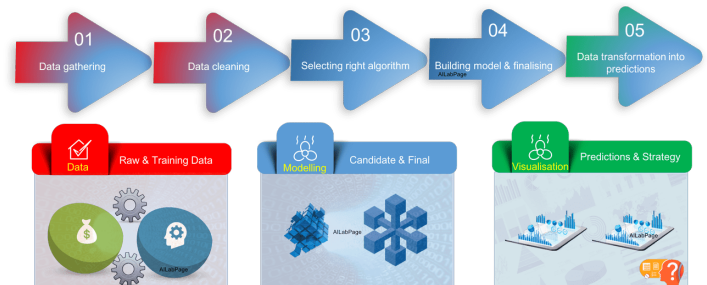 01
Data gathering
02
Data cleaning
03
Selecting right algorithm
04
Building model & finalising
AILabPage
05
Data transformation into
predictions
Data
Raw & Training Data
$
AILabPage
Modelling
Candidate & Final
AILabPage
Visualisation
Predictions & Strategy
AILabPage
?